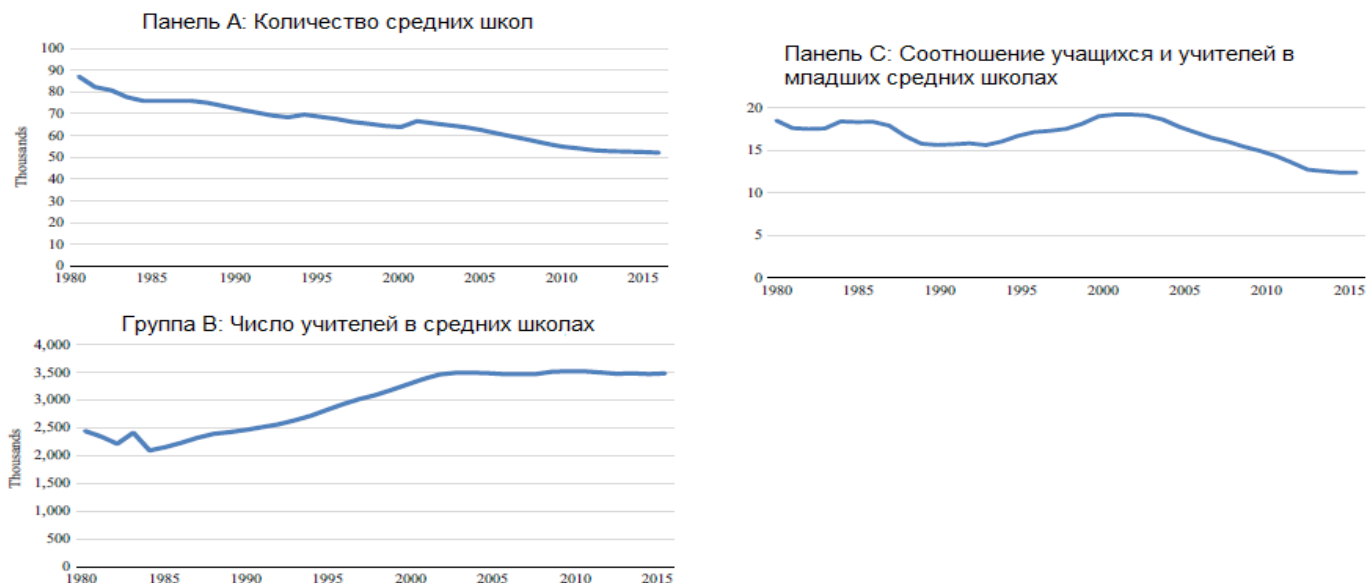 Панель A: Количество средних школ
100
90
80
70
60
50
40
30
20
10
0
Thousands
1980 1985 1990 1995 2000 2005 2010 2015
Панель C: Соотношение учащихся и учителей в
младших средних школах
20
15
10
5
0
1980 1985 1990 1995 2000 2005 2010 2015
Группа B: Число учителей в средних школах
4,000
3,500
3,000
2,500
2,000
1,500
1,000
500
0
Thousands
1980 1985 1990 1995 2000 2005 2010 2015